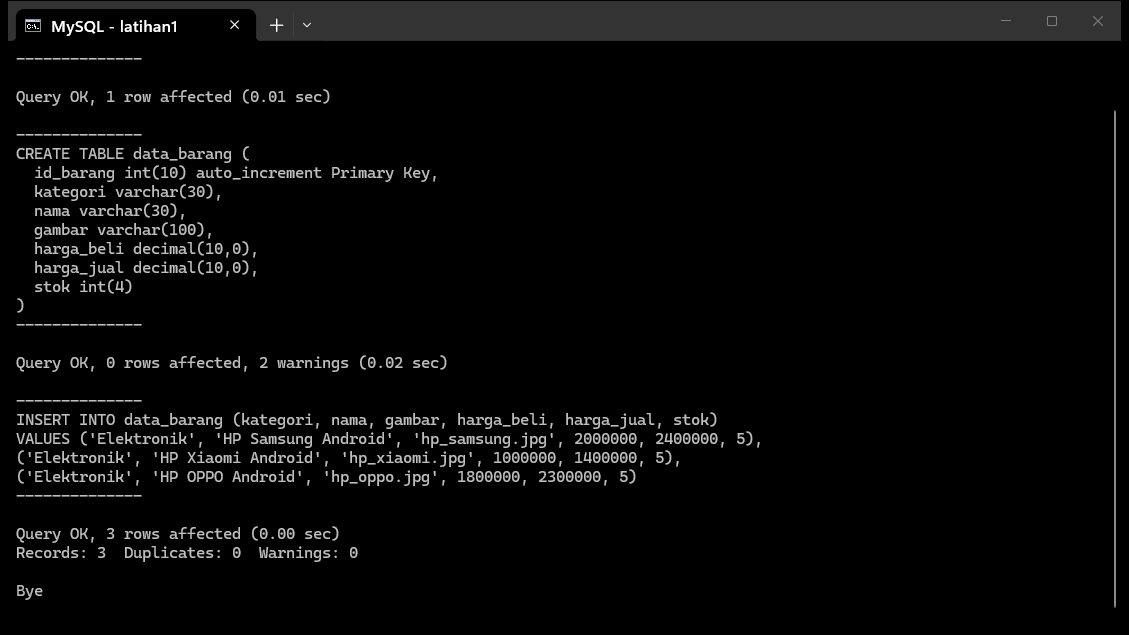 MySQL - latihan1
--------------
Query OK, 1 row affected (0.01 sec)
--------------
CREATE TABLE data_barang (
  id_barang int(10) auto_increment Primary Key,
  kategori varchar(30),
  nama varchar(30),
  gambar varchar(100),
  harga_beli decimal(10,0),
  harga_jual decimal(10,0),
  stok int(4)
)
--------------
Query OK, 0 rows affected, 2 warnings (0.02 sec)
--------------
INSERT INTO data_barang (kategori, nama, gambar, harga_beli, harga_jual, stok)
VALUES ('Elektronik', 'HP Samsung Android', 'hp_samsung.jpg', 2000000, 2400000, 5),
('Elektronik', 'HP Xiaomi Android', 'hp_xiaomi.jpg', 1000000, 1400000, 5),
('Elektronik', 'HP OPPO Android', 'hp_oppo.jpg', 1800000, 2300000, 5)
--------------
Query OK, 3 rows affected (0.00 sec)
Records: 3  Duplicates: 0  Warnings: 0
Bye